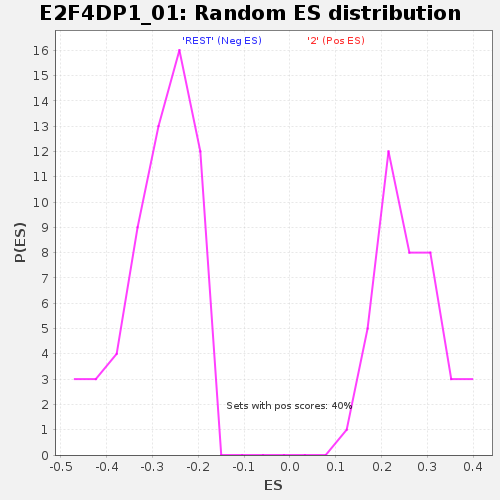 E2F4DP1_01: Random ES distribution
'REST' (Neg ES) '2' (Pos ES)
16
15
14
13
12
11
10
9
8
7
6
5
4
3
2
1
0
P(ES)
Sets with pos scores: 40%
-0.5 -0.4 -0.3 -0.2 -0.1 0.0 0.1 0.2 0.3 0.4
ES